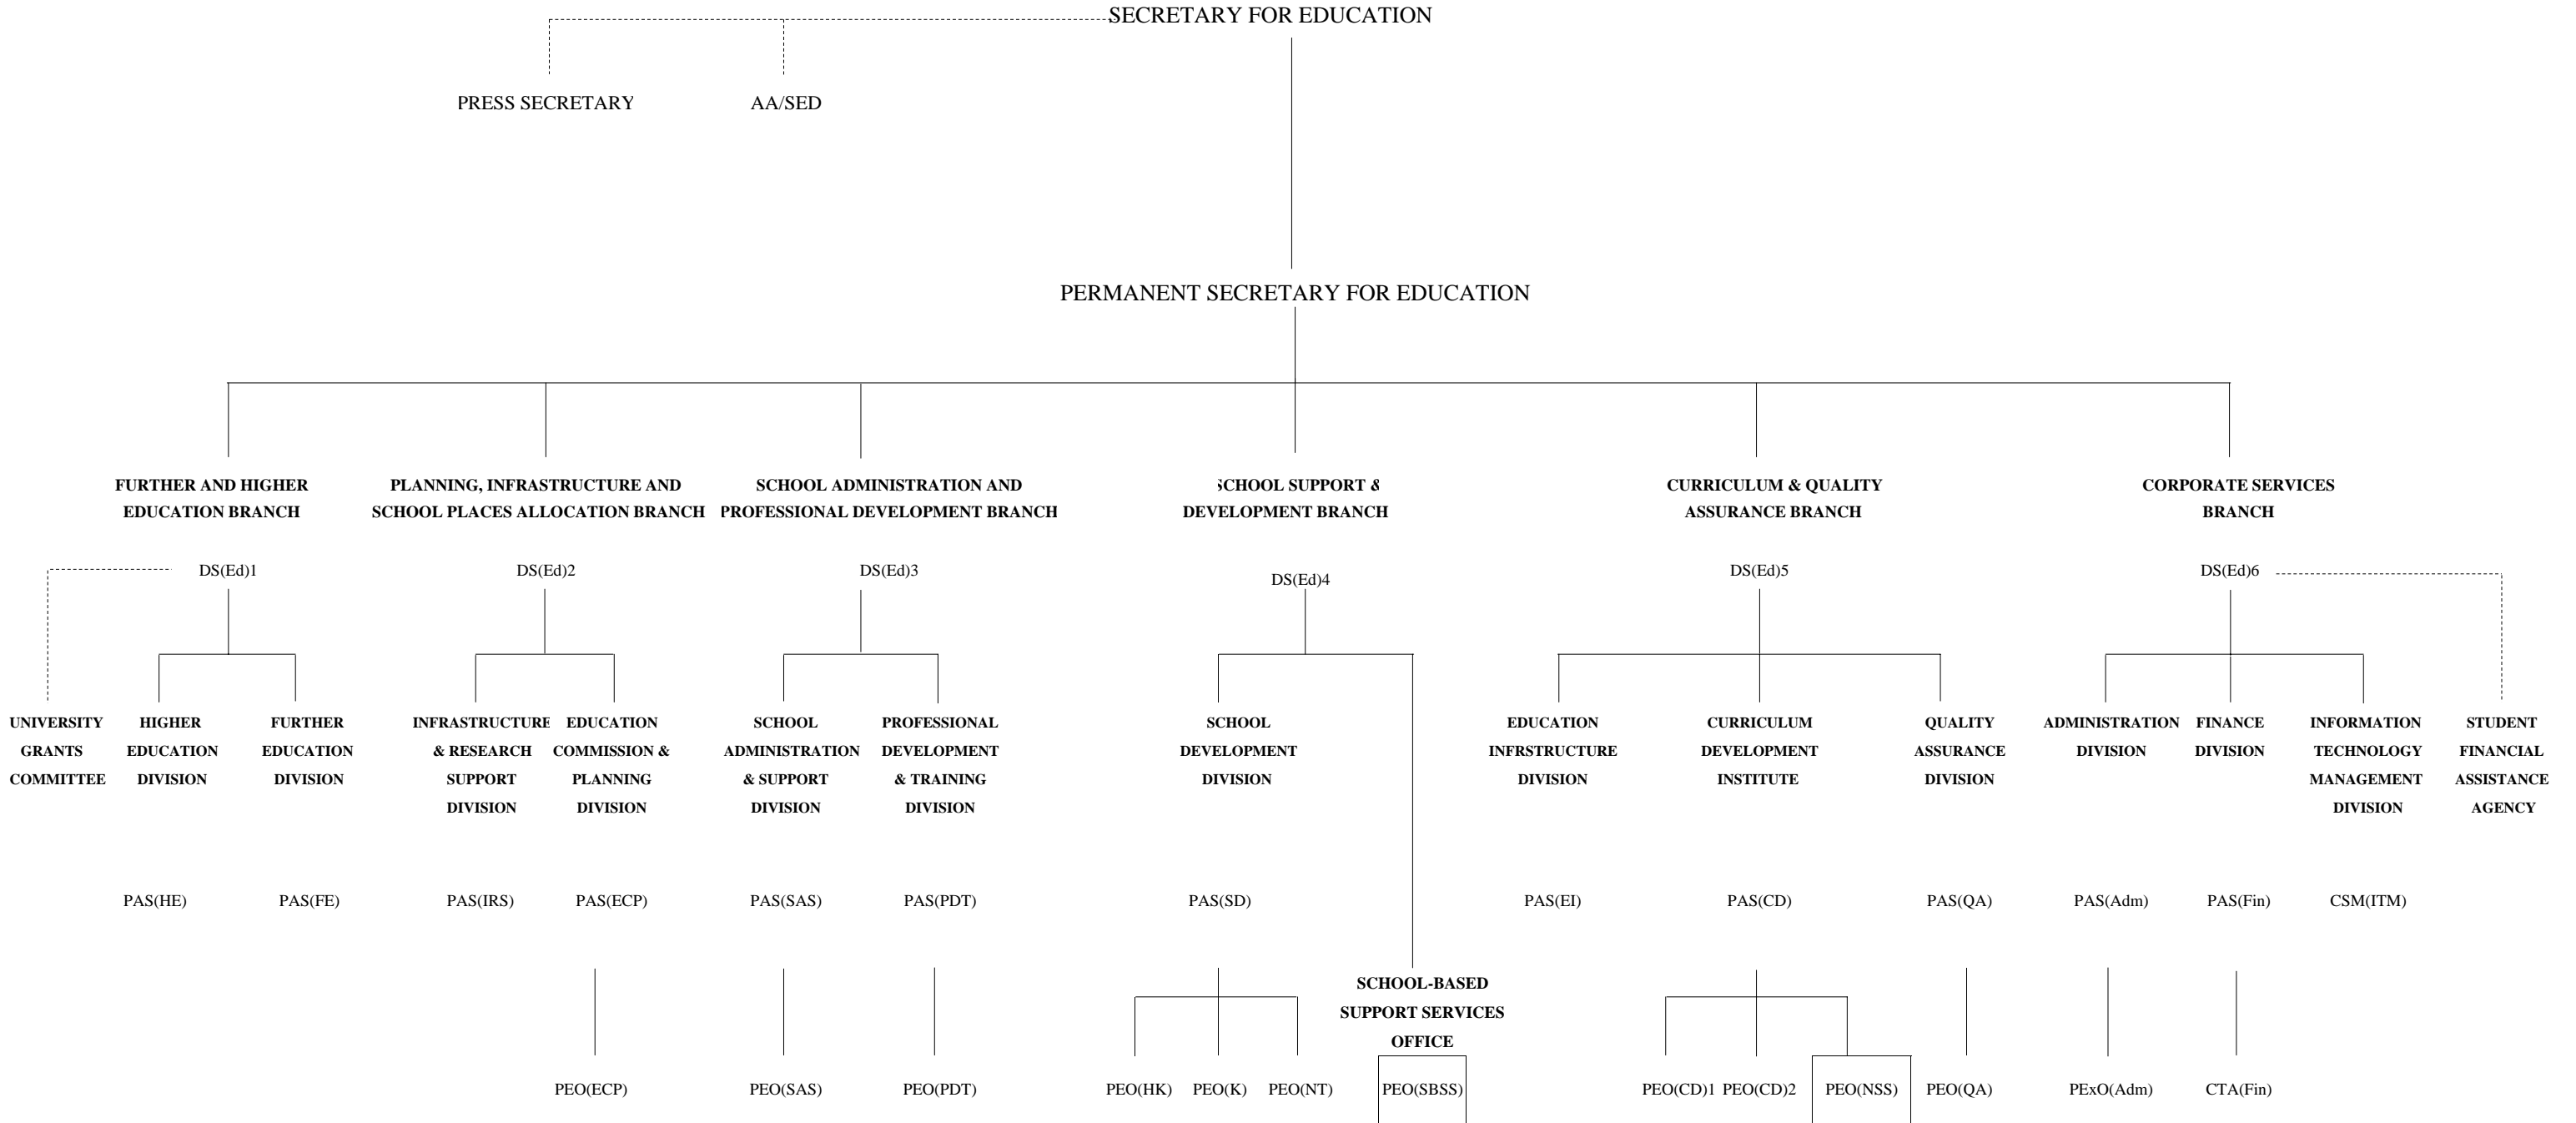 SECRETARY FOR EDUCATION
PRESS SECRETARY
AA/SED
PERMANENT SECRETARY FOR EDUCATION
FURTHER AND HIGHER
EDUCATION BRANCH
PLANNING, INFRASTRUCTURE AND
SCHOOL PLACES ALLOCATION BRANCH
SCHOOL ADMINISTRATION AND
PROFESSIONAL DEVELOPMENT BRANCH
SCHOOL SUPPORT &
DEVELOPMENT BRANCH
CURRICULUM & QUALITY
ASSURANCE BRANCH
CORPORATE SERVICES
BRANCH
DS(Ed)1
DS(Ed)2
DS(Ed)3
DS(Ed)4
DS(Ed)5
DS(Ed)6
UNIVERSITY
GRANTS
COMMITTEE
HIGHER
EDUCATION
DIVISION
FURTHER
EDUCATION
DIVISION
INFRASTRUCTURE
& RESEARCH
SUPPORT
DIVISION
EDUCATION
COMMISSION &
PLANNING
DIVISION
SCHOOL
ADMINISTRATION
& SUPPORT
DIVISION
PROFESSIONAL
DEVELOPMENT
& TRAINING
DIVISION
SCHOOL
DEVELOPMENT
DIVISION
EDUCATION
INFRSTRUCTURE
DIVISION
CURRICULUM
DEVELOPMENT
INSTITUTE
QUALITY
ASSURANCE
DIVISION
ADMINISTRATION
DIVISION
FINANCE
DIVISION
INFORMATION
TECHNOLOGY
MANAGEMENT
DIVISION
STUDENT
FINANCIAL
ASSISTANCE
AGENCY
PAS(HE)
PAS(FE)
PAS(IRS)
PAS(ECP)
PAS(SAS)
PAS(PDT)
PAS(SD)
PAS(EI)
PAS(CD)
PAS(QA)
PAS(Adm)
PAS(Fin)
CSM(ITM)
SCHOOL-BASED
SUPPORT SERVICES
OFFICE
PEO(ECP)
PEO(SAS)
PEO(PDT)
PEO(HK)
PEO(K)
PEO(NT)
PEO(SBSS)
PEO(CD)1
PEO(CD)2
PEO(NSS)
PEO(QA)
PExO(Adm)
CTA(Fin)